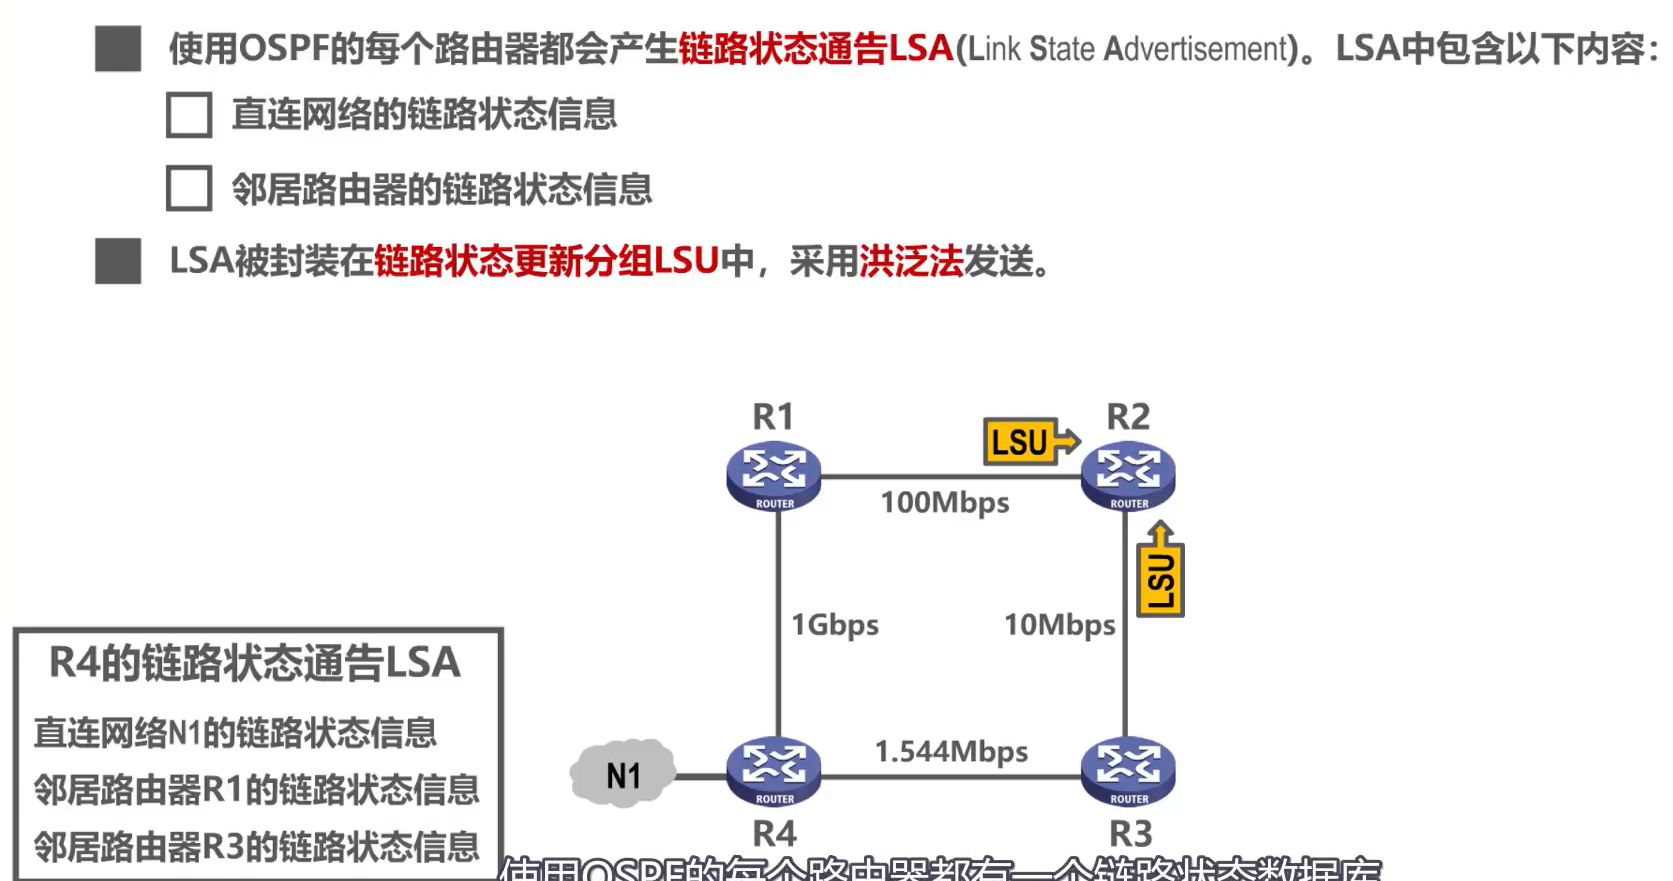 使用OSPF的每个路由器都会产生链路状态通告LSA(Link State Advertisement)。LSA中包含以下内容：
直连网络的链路状态信息
邻居路由器的链路状态信息
LSA被封装在链路状态更新分组LSU中，采用洪泛法发送。
R1
LSU
R2
ROUTER
ROUTER
100Mbps
LSU
1Gbps
10Mbps
R4的链路状态通告LSA
直连网络N1的链路状态信息
邻居路由器R1的链路状态信息
邻居路由器R3的链路状态信息
N1
1.544Mbps
ROUTER
ROUTER
R4
R3
使用OSPF的每个路由器都有一个链路状态数据库